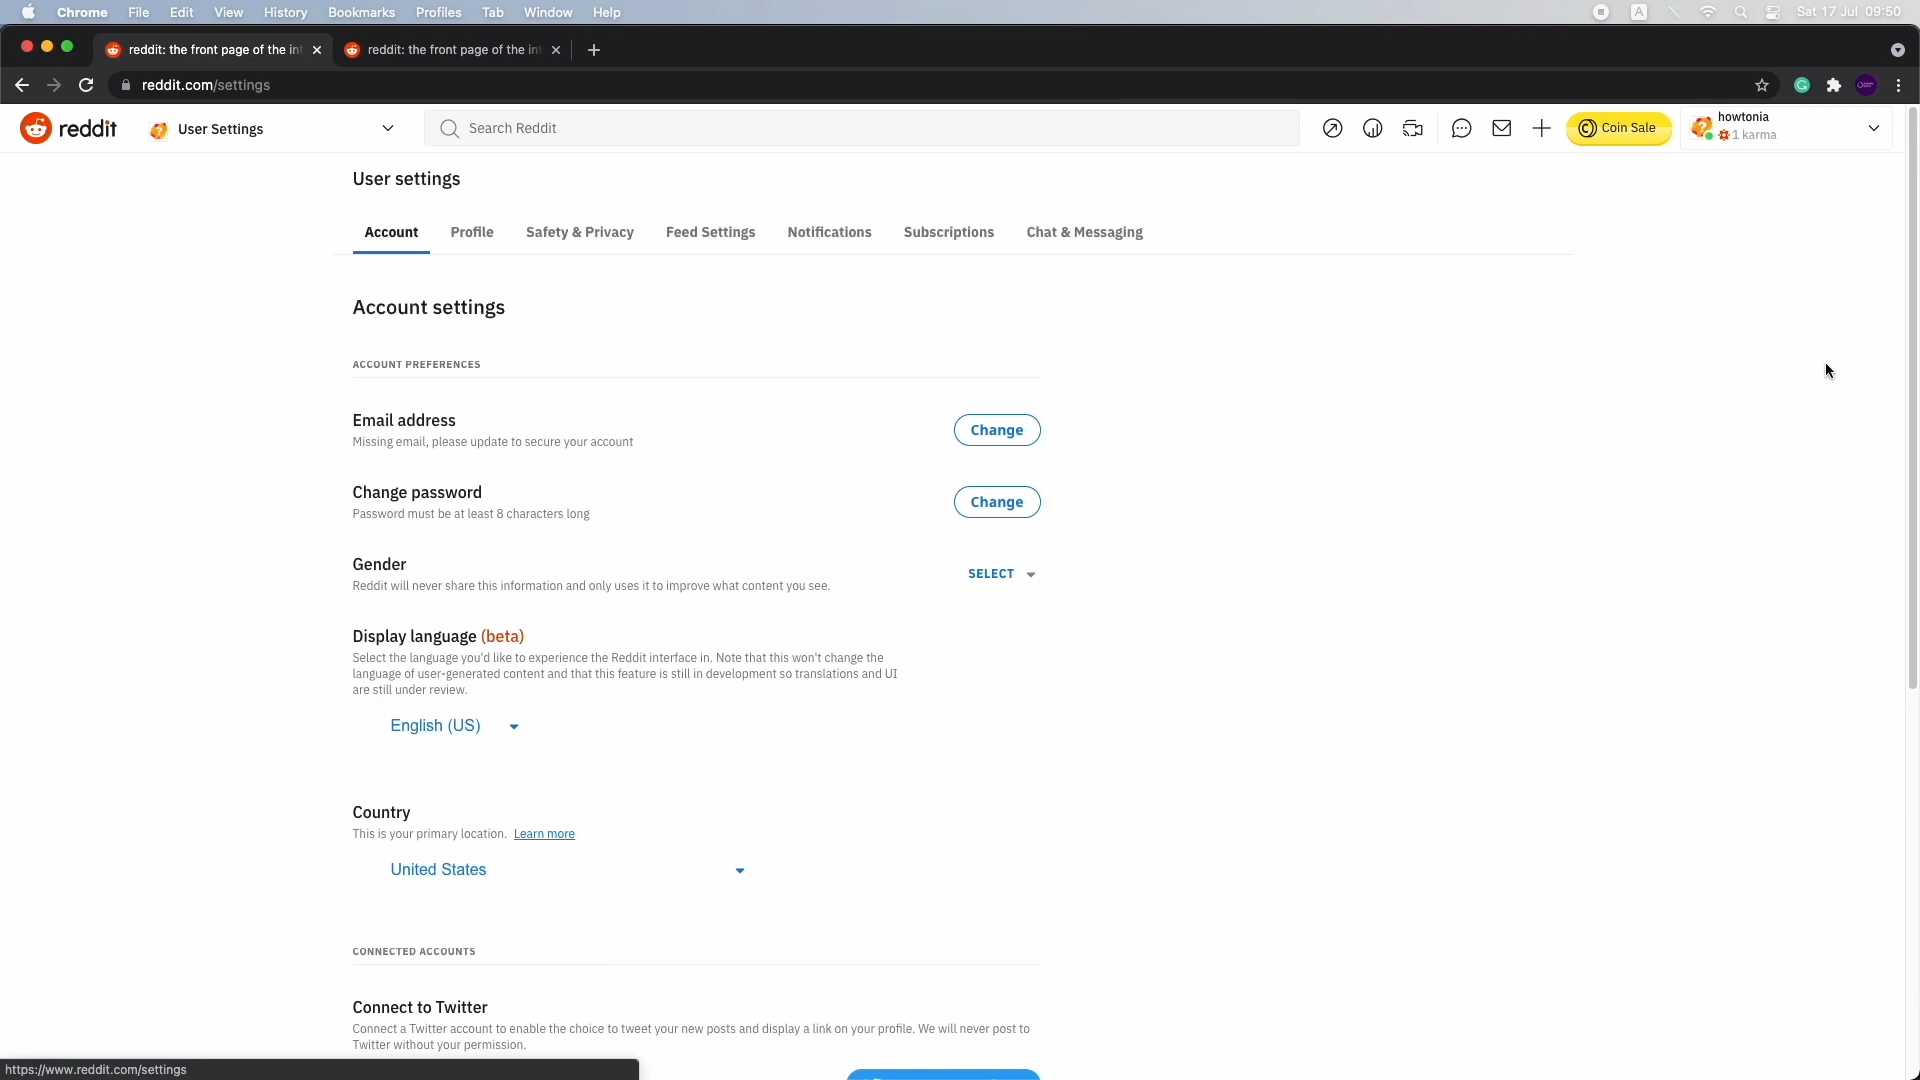 Chrome File Edit View History Bookmarks Profiles Tab Window Help A Sat 17 Jul 09:50
reddit: the front page of the in reddit: the front page of the in
reddit.com/settings
reddit User Settings Search Reddit Coin Sale howtonia
1 karma
User settings
Account Profile Safety & Privacy Feed Settings Notifications Subscriptions Chat & Messaging
Account settings
ACCOUNT PREFERENCES
Email address
Missing email, please update to secure your account
Change
Change password
Password must be at least 8 characters long
Change
Gender
Reddit will never share this information and only uses it to improve what content you see.
SELECT
Display language (beta)
Select the language you'd like to experience the Reddit interface in. Note that this won't change the
language of user-generated content and that this feature is still in development so translations and UI
are still under review.
English (US)
Country
This is your primary location. Learn more
United States
CONNECTED ACCOUNTS
Connect to Twitter
Connect a Twitter account to enable the choice to tweet your new posts and display a link on your profile. We will never post to
Twitter without your permission.
https://www.reddit.com/settings